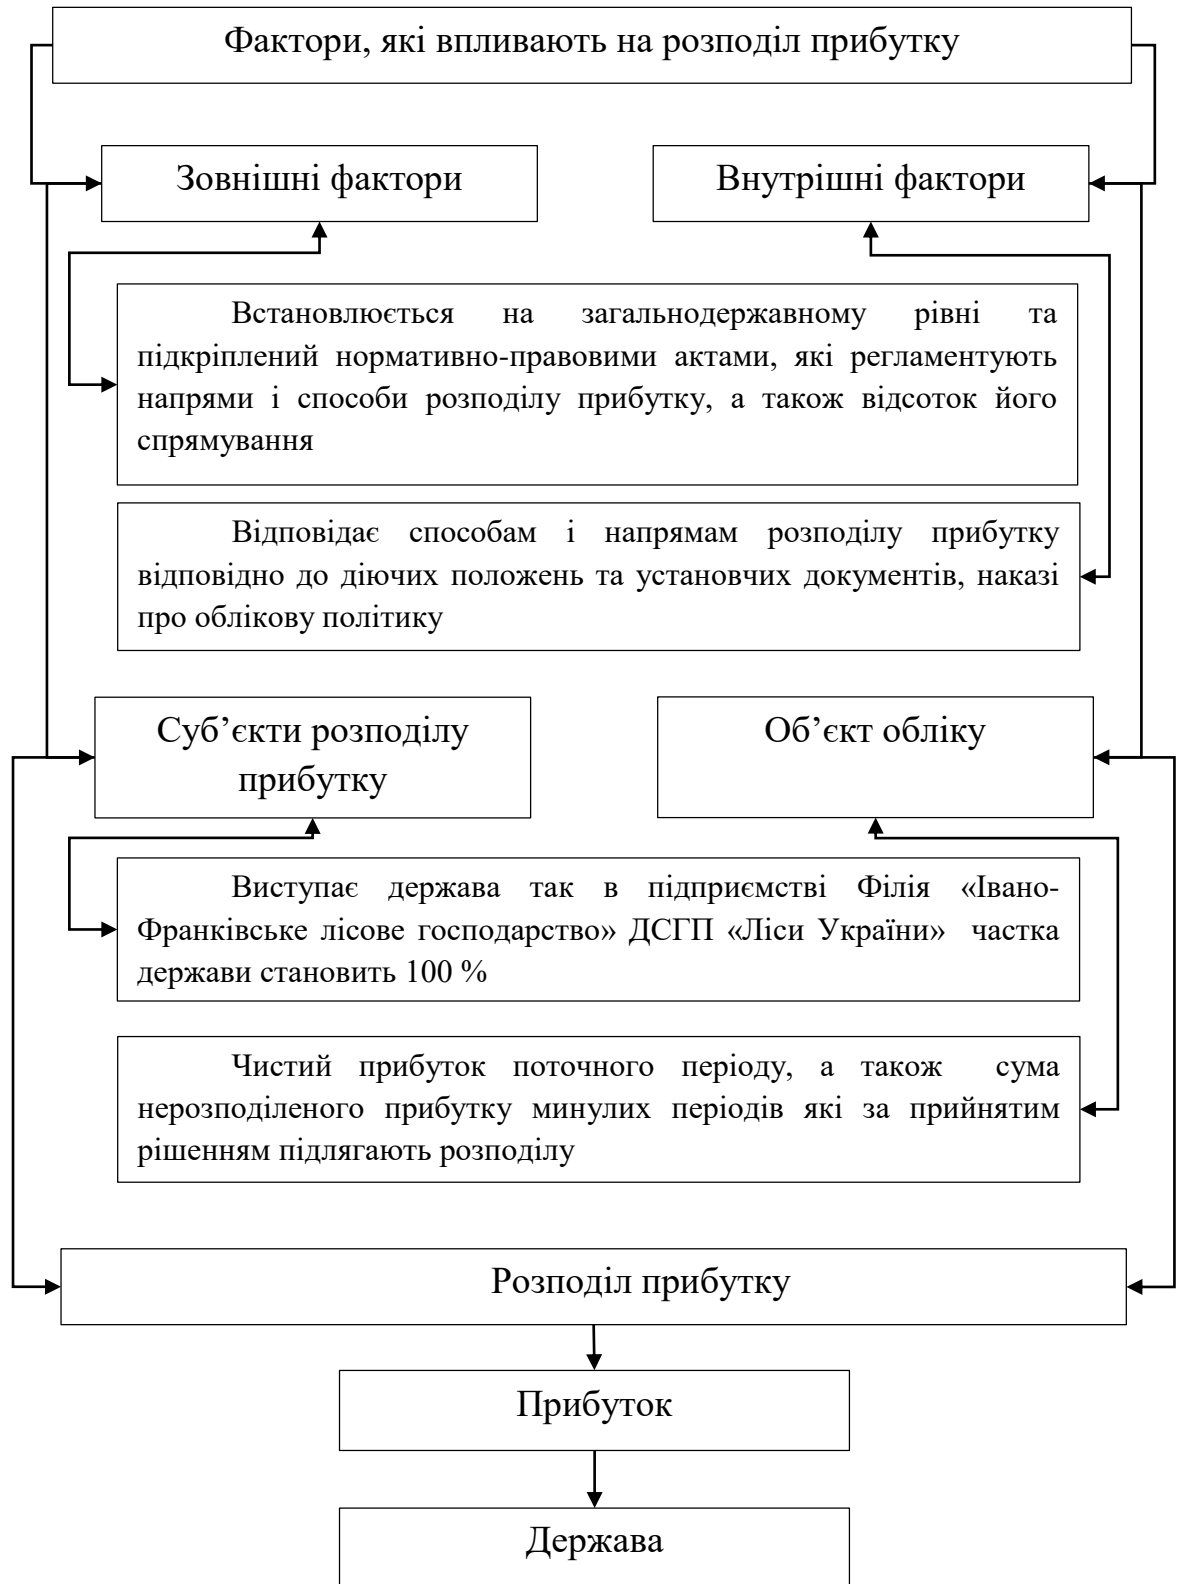 Фактори, які впливають на розподіл прибутку
Зовнішні фактори
Внутрішні фактори
Встановлюється на загальнодержавному рівні та
підкріплений нормативно-правовими актами, які регламентують
напрями і способи розподілу прибутку, а також відсоток його
спрямування
Відповідає способам і напрямам розподілу прибутку
відповідно до діючих положень та установчих документів, наказі
про облікову політику
Суб’єкти розподілу
прибутку
Об’єкт обліку
Виступає держава так в підприємстві Філія «Івано-
Франківське лісове господарство» ДСГП «Ліси України» частка
держави становить 100 %
Чистий прибуток поточного періоду, а також сума
нерозподіленого прибутку минулих періодів які за прийнятим
рішенням підлягають розподілу
Розподіл прибутку
Прибуток
Держава